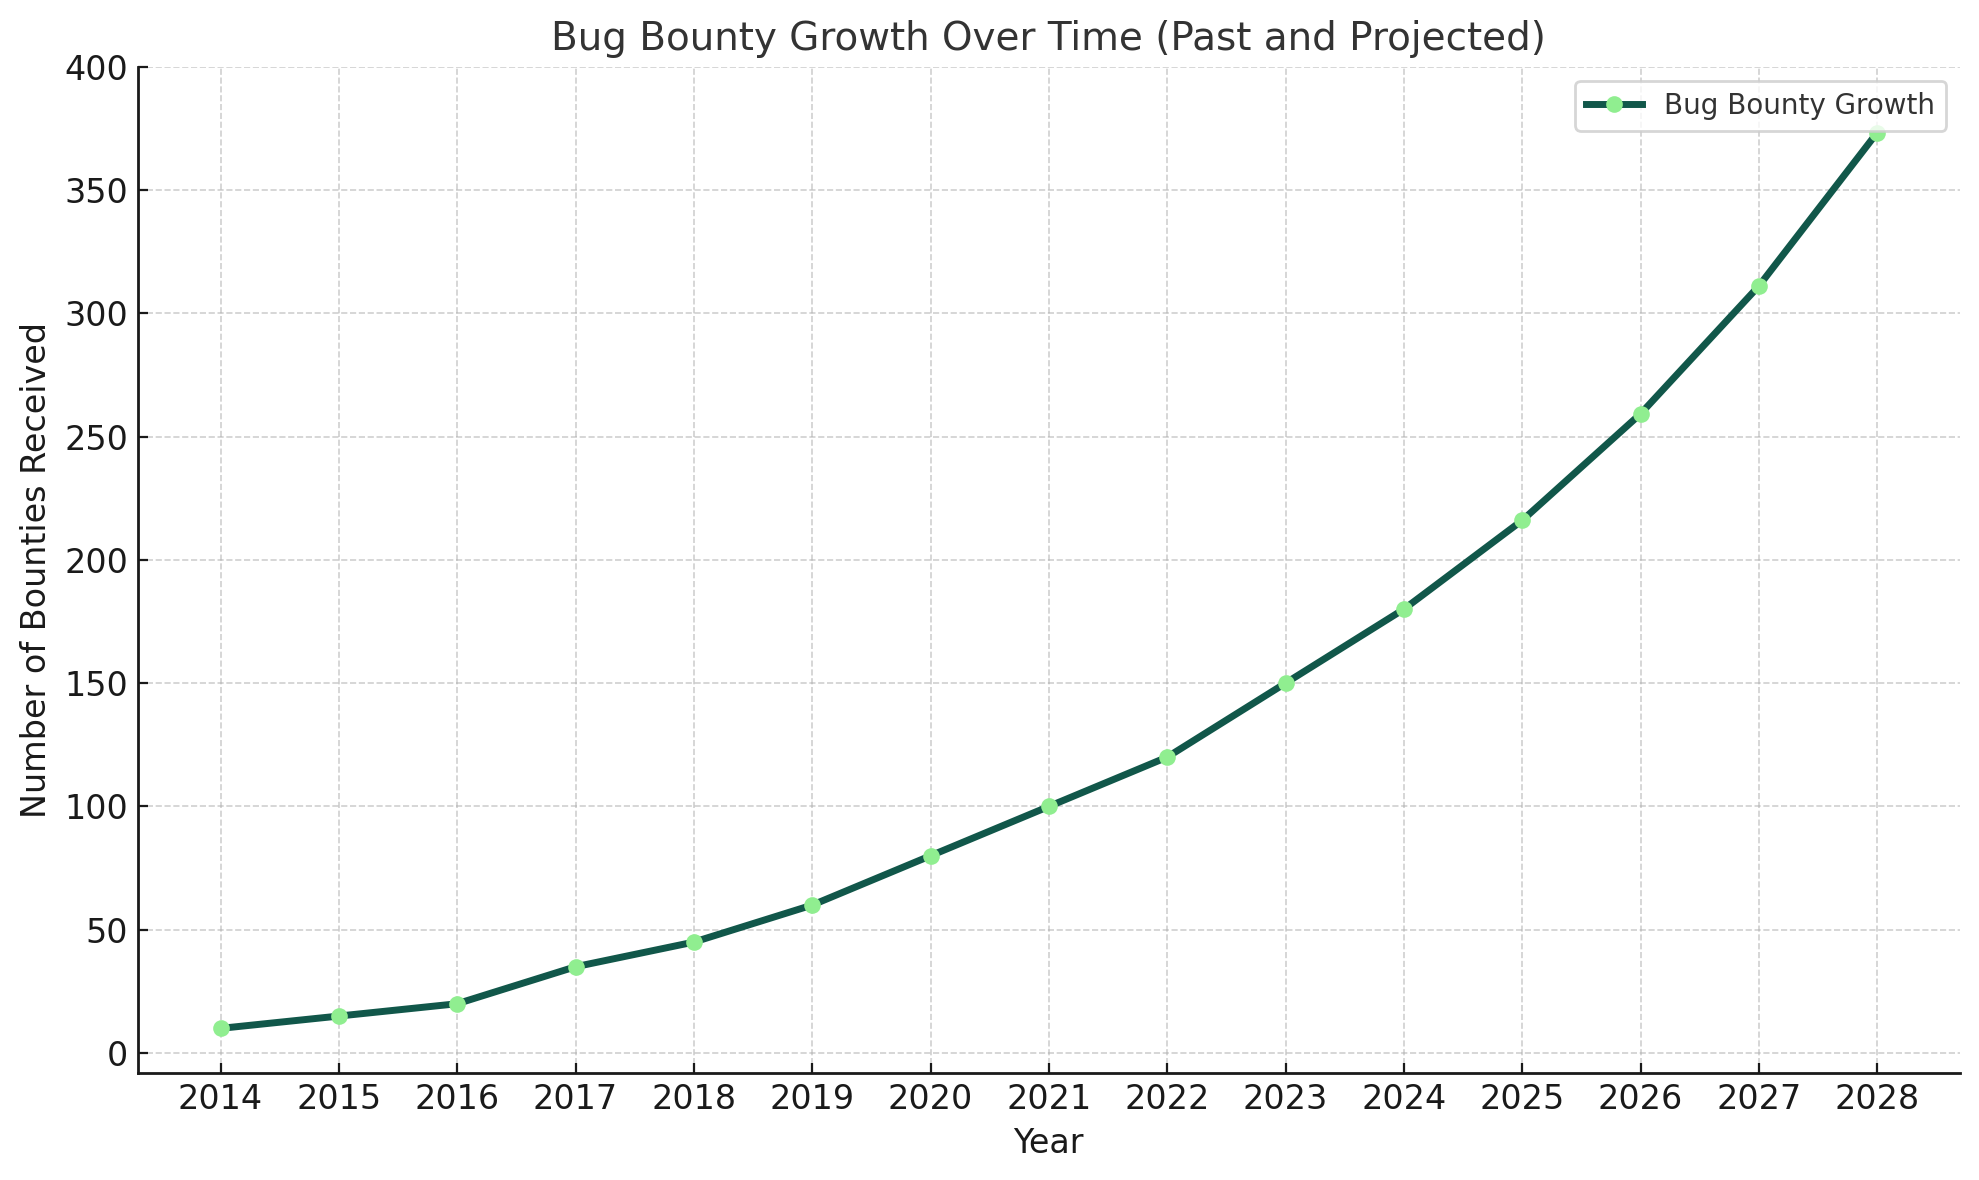 Bug Bounty Growth Over Time (Past and Projected)
Bug Bounty Growth
Number of Bounties Received
400
350
300
250
200
150
100
50
0
2014 2015 2016 2017 2018 2019 2020 2021 2022 2023 2024 2025 2026 2027 2028
Year